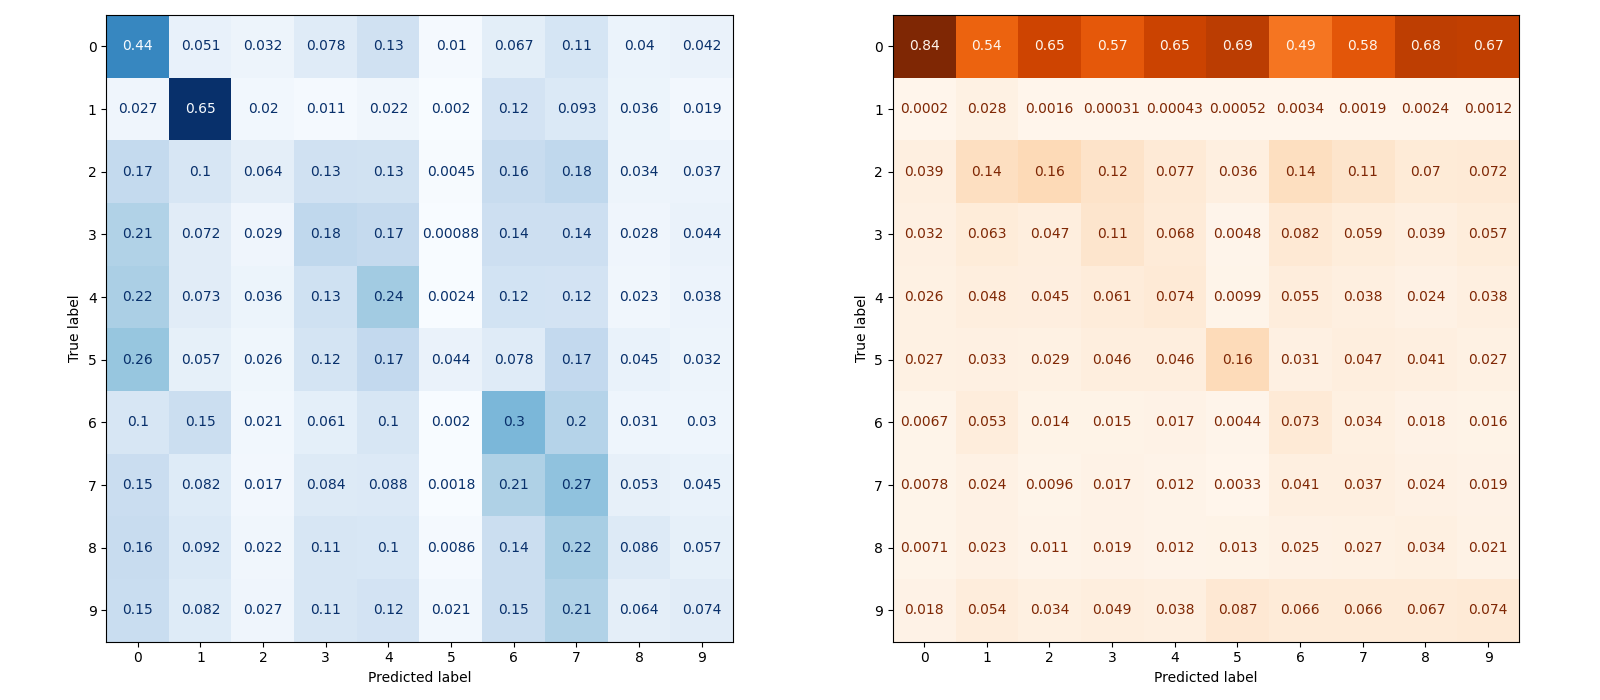 0 0.44 0.051 0.032 0.078 0.13 0.01 0.067 0.11 0.04 0.042
1 0.027 0.65 0.02 0.011 0.022 0.002 0.12 0.093 0.036 0.019
2 0.17 0.1 0.064 0.13 0.13 0.0045 0.16 0.18 0.034 0.037
3 0.21 0.072 0.029 0.18 0.17 0.00088 0.14 0.14 0.028 0.044
4 0.22 0.073 0.036 0.13 0.24 0.0024 0.12 0.12 0.023 0.038
5 0.26 0.057 0.026 0.12 0.17 0.044 0.078 0.17 0.045 0.032
6 0.1 0.15 0.021 0.061 0.1 0.002 0.3 0.2 0.031 0.03
7 0.15 0.082 0.017 0.084 0.088 0.0018 0.21 0.27 0.053 0.045
8 0.16 0.092 0.022 0.11 0.1 0.0086 0.14 0.22 0.086 0.057
9 0.15 0.082 0.027 0.11 0.12 0.021 0.15 0.21 0.064 0.074
0 1 2 3 4 5 6 7 8 9
Predicted label
True label
0 0.84 0.54 0.65 0.57 0.65 0.69 0.49 0.58 0.68 0.67
1 0.0002 0.028 0.0016 0.00031 0.00043 0.00052 0.0034 0.0019 0.0024 0.0012
2 0.039 0.14 0.16 0.12 0.077 0.036 0.14 0.11 0.07 0.072
3 0.032 0.063 0.047 0.11 0.068 0.0048 0.082 0.059 0.039 0.057
4 0.026 0.048 0.045 0.061 0.074 0.0099 0.055 0.038 0.024 0.038
5 0.027 0.033 0.029 0.046 0.046 0.16 0.031 0.047 0.041 0.027
6 0.0067 0.053 0.014 0.015 0.017 0.0044 0.073 0.034 0.018 0.016
7 0.0078 0.024 0.0096 0.017 0.012 0.0033 0.041 0.037 0.024 0.019
8 0.0071 0.023 0.011 0.019 0.012 0.013 0.025 0.027 0.034 0.021
9 0.018 0.054 0.034 0.049 0.038 0.087 0.066 0.066 0.067 0.074
0 1 2 3 4 5 6 7 8 9
Predicted label
True label